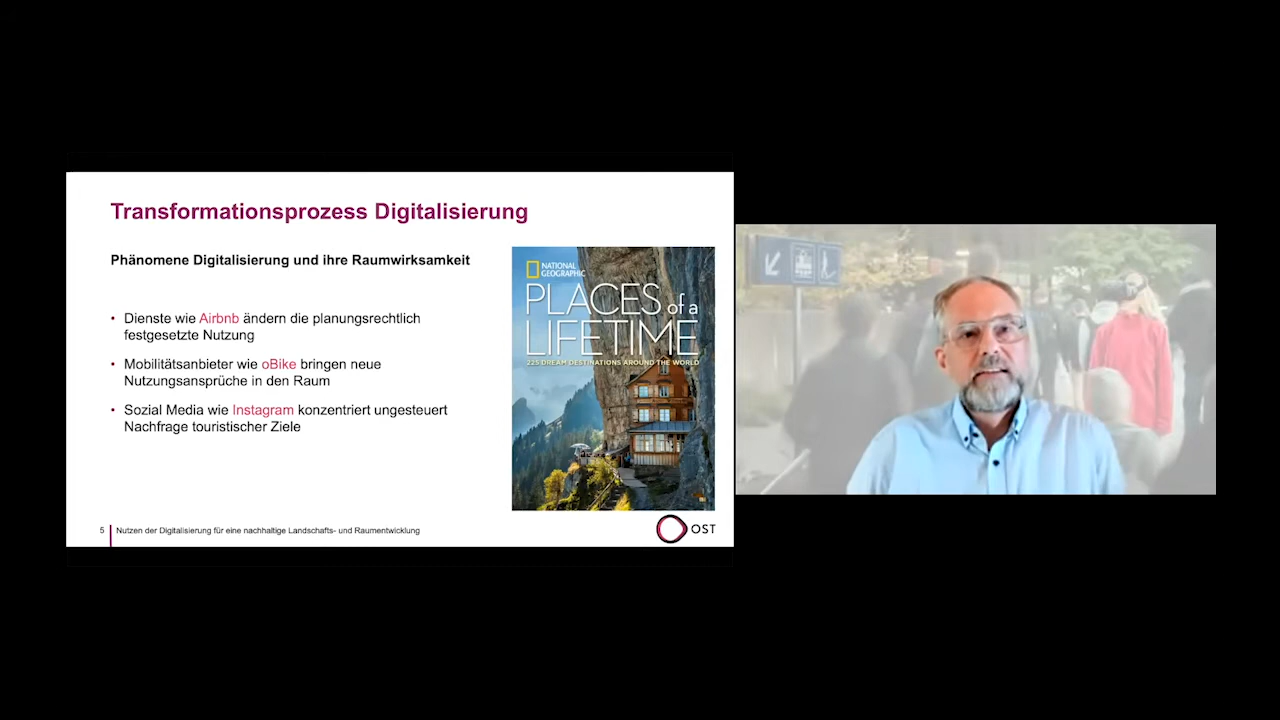 Transformationsprozess Digitalisierung
Phänomene Digitalisierung und ihre Raumwirksamkeit
• Dienste wie Airbnb ändern die planungsrechtlich
festgesetzte Nutzung
• Mobilitätsanbieter wie oBike bringen neue
Nutzungsansprüche in den Raum
• Sozial Media wie Instagram konzentriert ungesteuert
Nachfrage touristischer Ziele
NATIONAL
GEOGRAPHIC
PLACES of a
LIFETIME
225 DREAM DESTINATIONS AROUND THE WORLD
5 Nutzen der Digitalisierung für eine nachhaltige Landschafts- und Raumentwicklung
OST